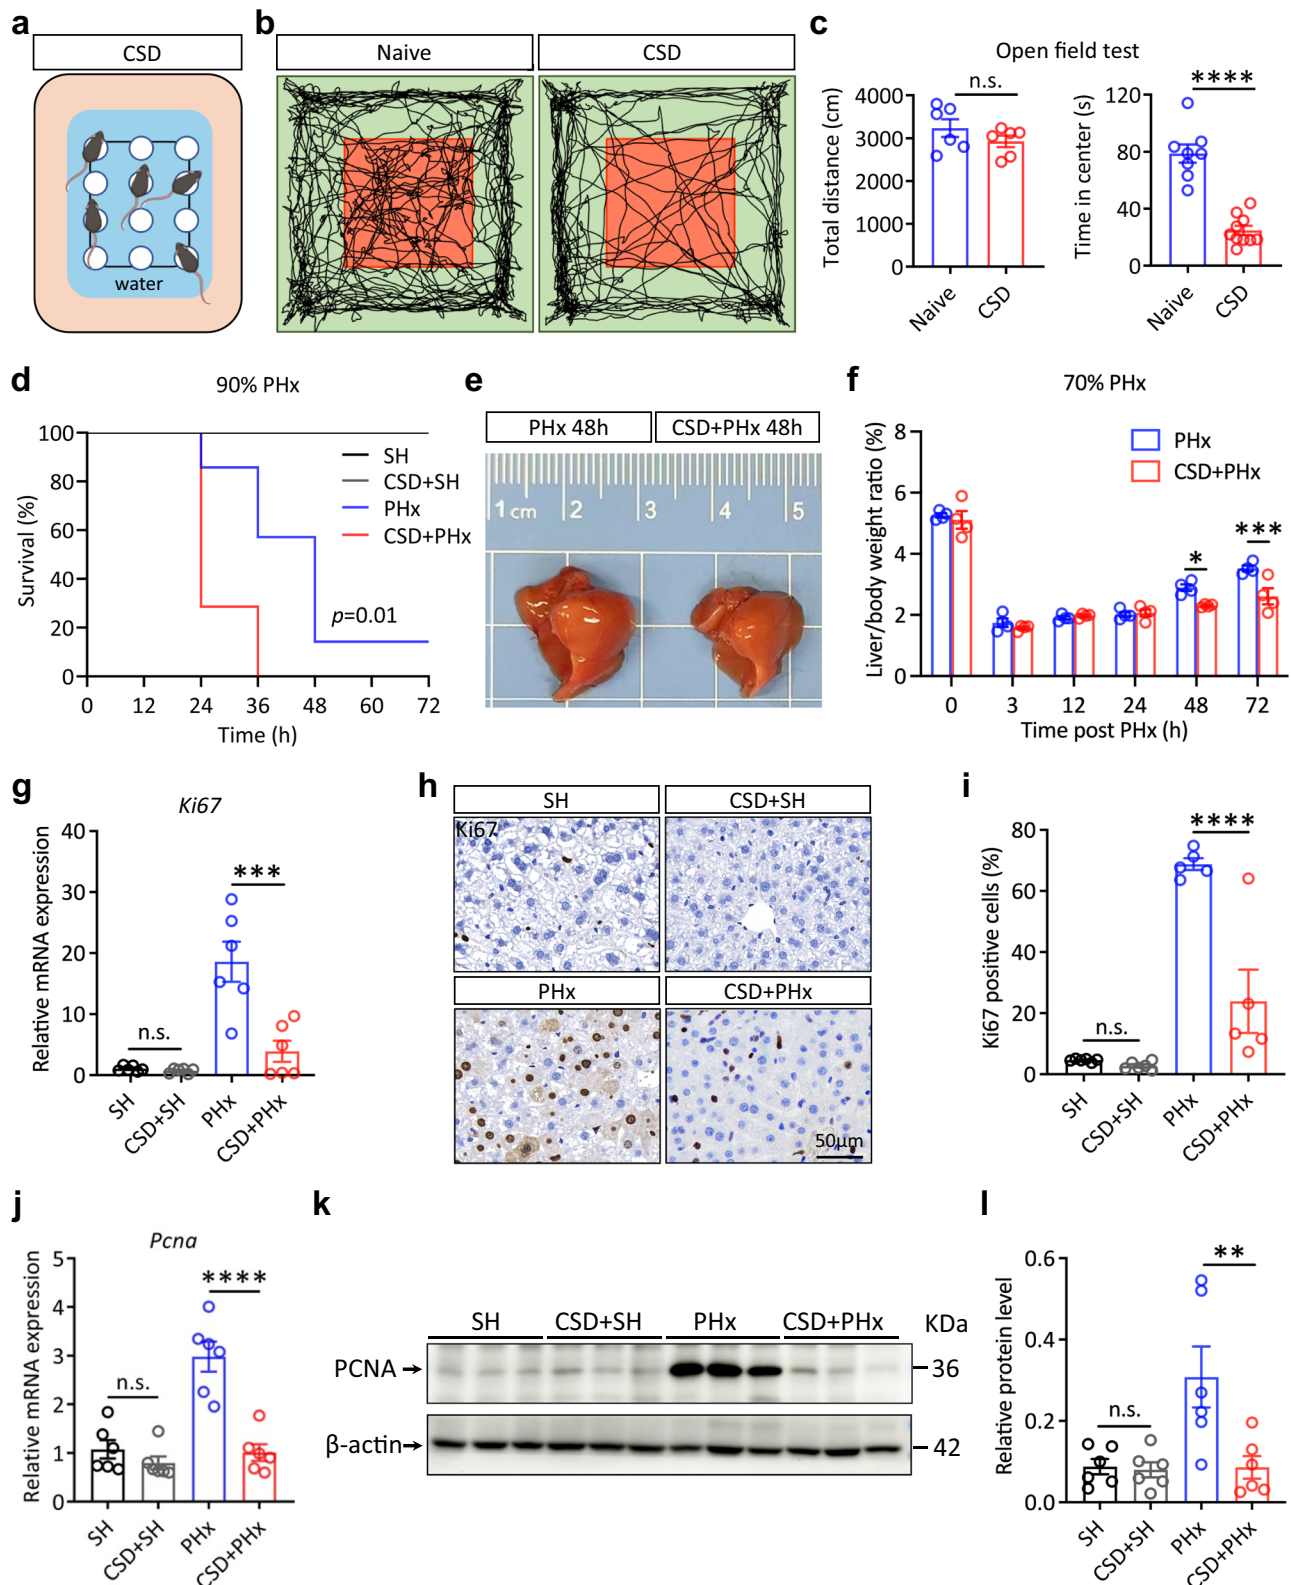 a
CSD
water
b
Naive
CSD
c
Open field test
Total distance (cm)
4000
3000
2000
1000
0
n.s.
Naive
CSD
Time in center (s)
120
80
40
0
****
Naive
CSD
d
90% PHx
Survival (%)
100
80
60
40
20
0
SH
CSD+SH
PHx
CSD+PHx
p=0.01
0 12 24 36 48 60 72
Time (h)
e
PHx 48h
CSD+PHx 48h
1 cm 2 3 4 5
f
70% PHx
Liver/body weight ratio (%)
8
6
4
2
0
PHx
CSD+PHx
*
***
0 3 12 24 48 72
Time post PHx (h)
g
Ki67
Relative mRNA expression
40
30
20
10
0
n.s.
***
SH
CSD+SH
PHx
CSD+PHx
h
SH
CSD+SH
Ki67
PHx
CSD+PHx
50μm
i
Ki67 positive cells (%)
80
60
40
20
0
n.s.
****
SH
CSD+SH
PHx
CSD+PHx
j
Pcna
Relative mRNA expression
5
4
3
2
1
0
n.s.
****
SH
CSD+SH
PHx
CSD+PHx
k
SH CSD+SH PHx CSD+PHx KDa
PCNA 36
β-actin 42
l
Relative protein level
0.6
0.4
0.2
0.0
n.s.
**
SH
CSD+SH
PHx
CSD+PHx